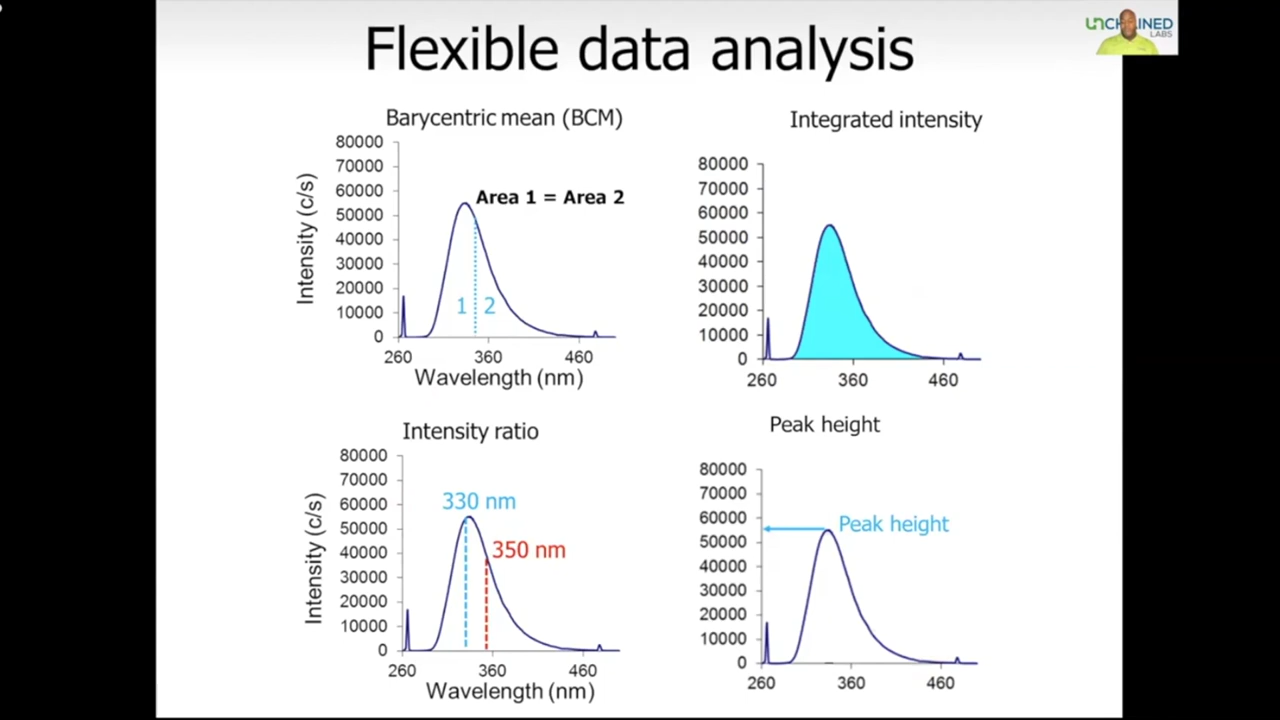 Flexible data analysis
UNCHAINED
LABS
Barycentric mean (BCM)
80000
70000
60000
50000
40000
30000
20000
10000
0
Intensity (c/s)
Area 1 = Area 2
1 2
260 360 460
Wavelength (nm)
Integrated intensity
80000
70000
60000
50000
40000
30000
20000
10000
0
260 360 460
Intensity ratio
80000
70000
60000
50000
40000
30000
20000
10000
0
Intensity (c/s)
330 nm
350 nm
260 360 460
Wavelength (nm)
Peak height
80000
70000
60000
50000
40000
30000
20000
10000
0
Peak height
260 360 460